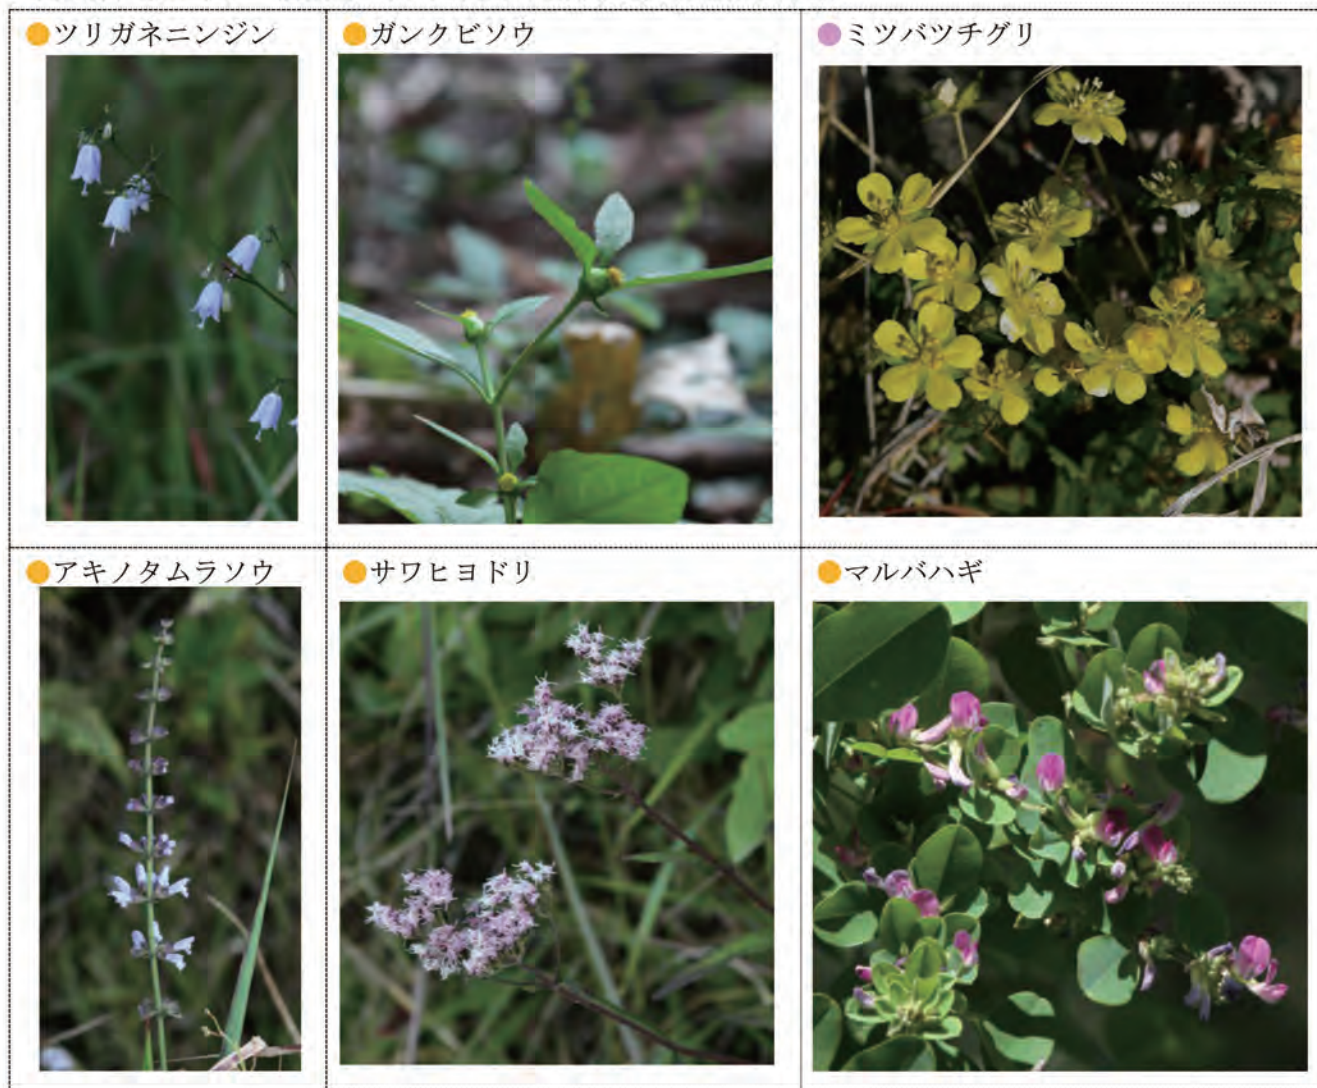 ●ツリガネニンジン
●ガンクビソウ
●ミツバツチグリ
●アキノタムラソウ
●サワヒヨドリ
●マルバハギ